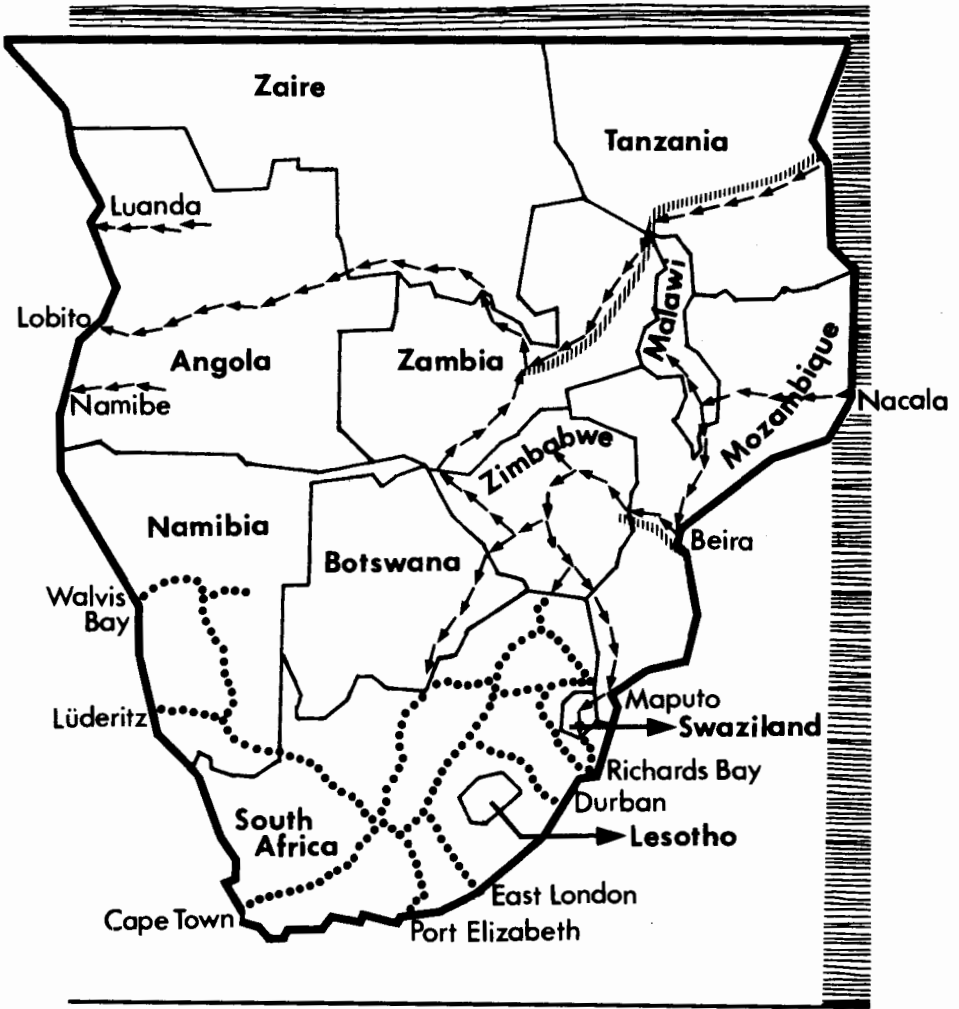 Zaire
Tanzania
Luanda
Malawi
Lobito
Angola
Zambia
Mozambique
Namibe
Nacala
Zimbabwe
Namibia
Beira
Botswana
Walvis
Bay
Maputo
Lüderitz
Swaziland
Richards Bay
Durban
South
Africa
Lesotho
East London
Cape Town
Port Elizabeth